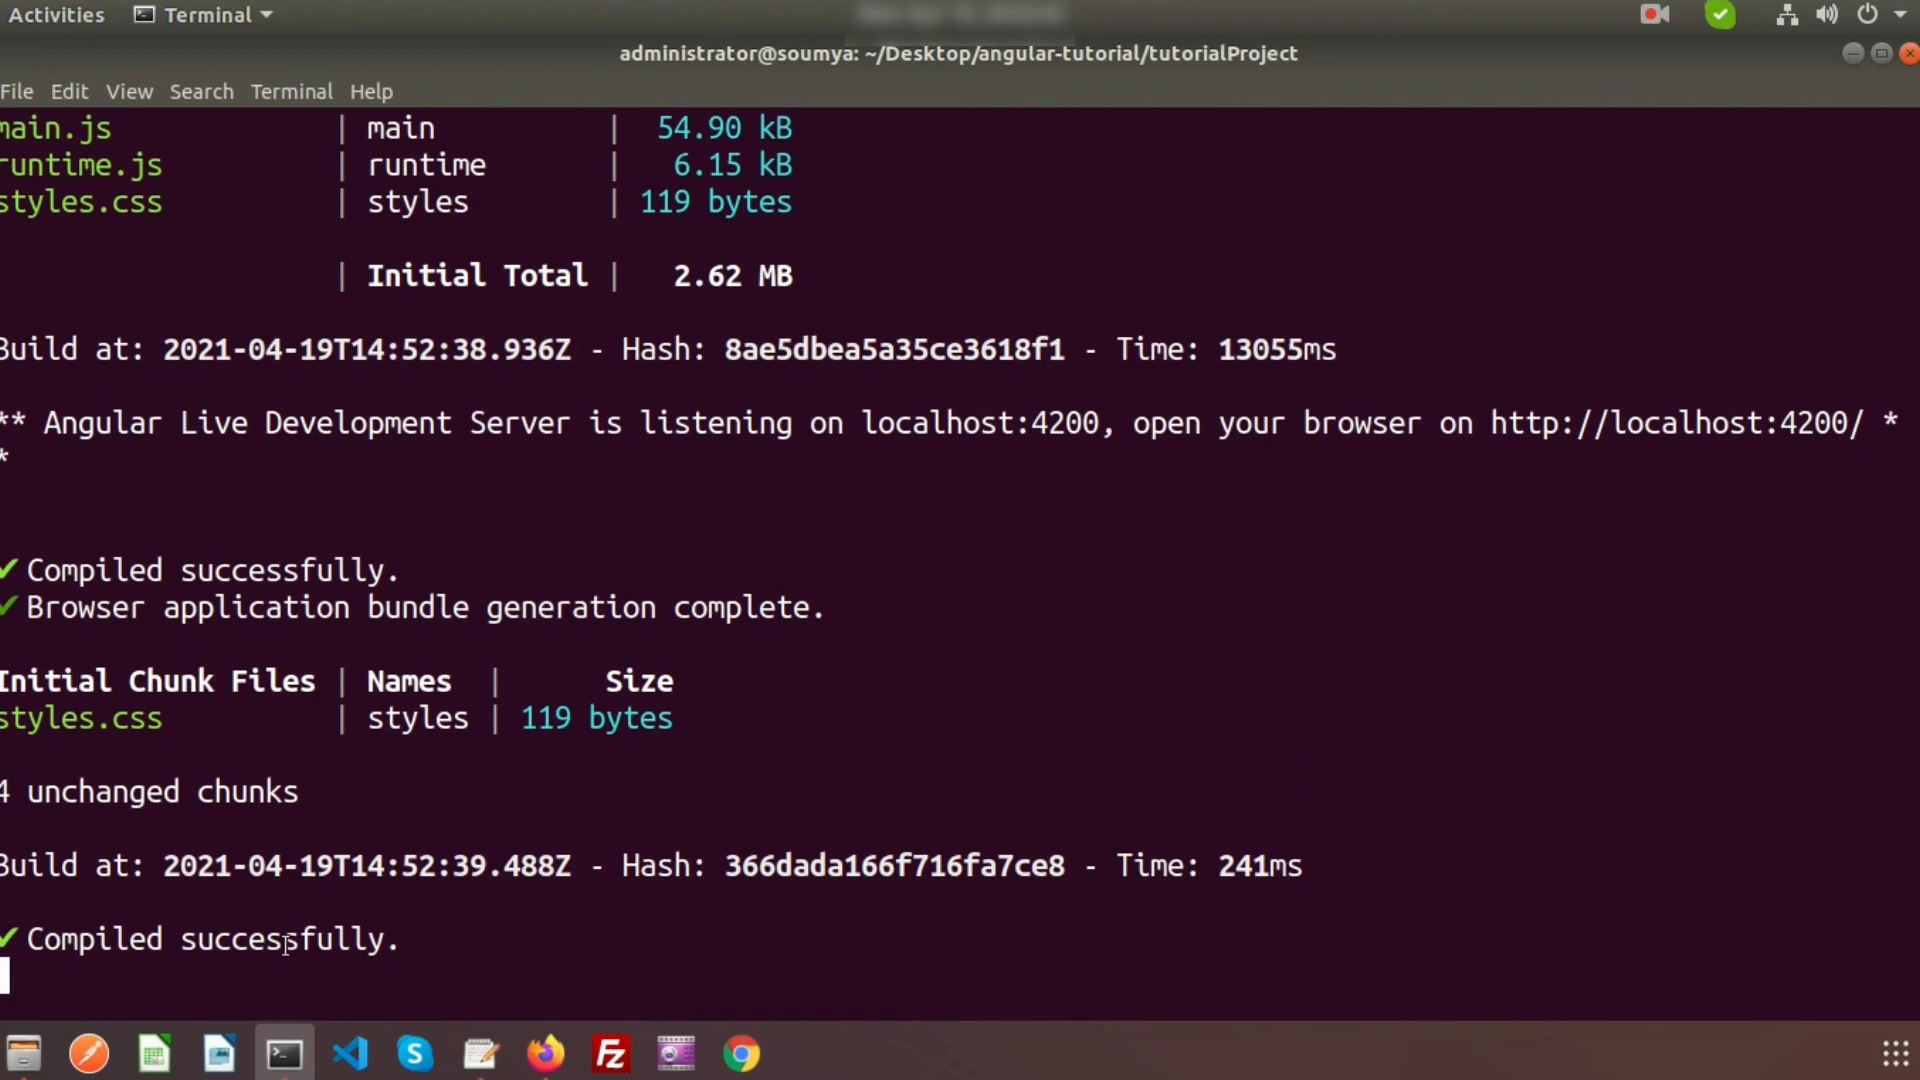 Activities Terminal
administrator@soumya: ~/Desktop/angular-tutorial/tutorialProject
File Edit View Search Terminal Help
main.js | main | 54.90 kB
runtime.js | runtime | 6.15 kB
styles.css | styles | 119 bytes
| Initial Total | 2.62 MB
Build at: 2021-04-19T14:52:38.936Z - Hash: 8ae5dbea5a35ce3618f1 - Time: 13055ms
** Angular Live Development Server is listening on localhost:4200, open your browser on http://localhost:4200/ *
*
✔ Compiled successfully.
✔ Browser application bundle generation complete.
Initial Chunk Files | Names | Size
styles.css | styles | 119 bytes
4 unchanged chunks
Build at: 2021-04-19T14:52:39.488Z - Hash: 366dada166f716fa7ce8 - Time: 241ms
✔ Compiled successfully.
S
Fz